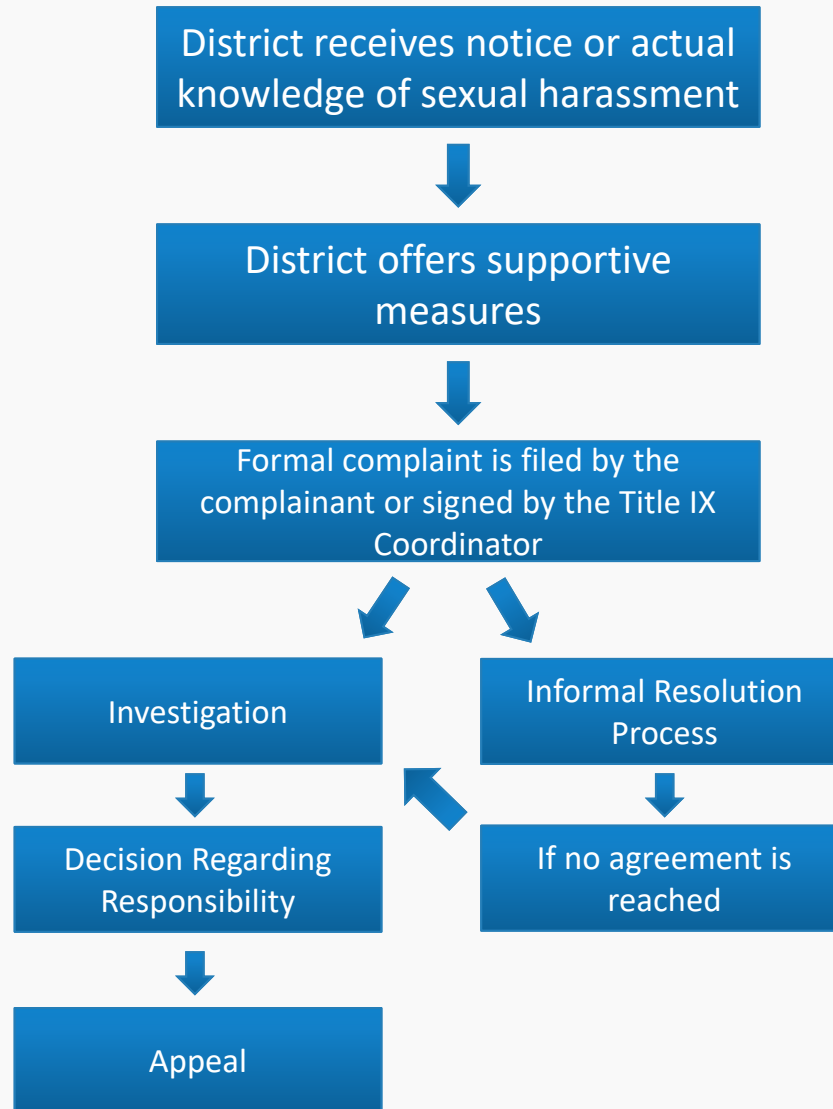 District receives notice or actual
knowledge of sexual harassment
District offers supportive
measures
Formal complaint is filed by the
complainant or signed by the Title IX
Coordinator
Investigation
Informal Resolution
Process
Decision Regarding
Responsibility
If no agreement is
reached
Appeal